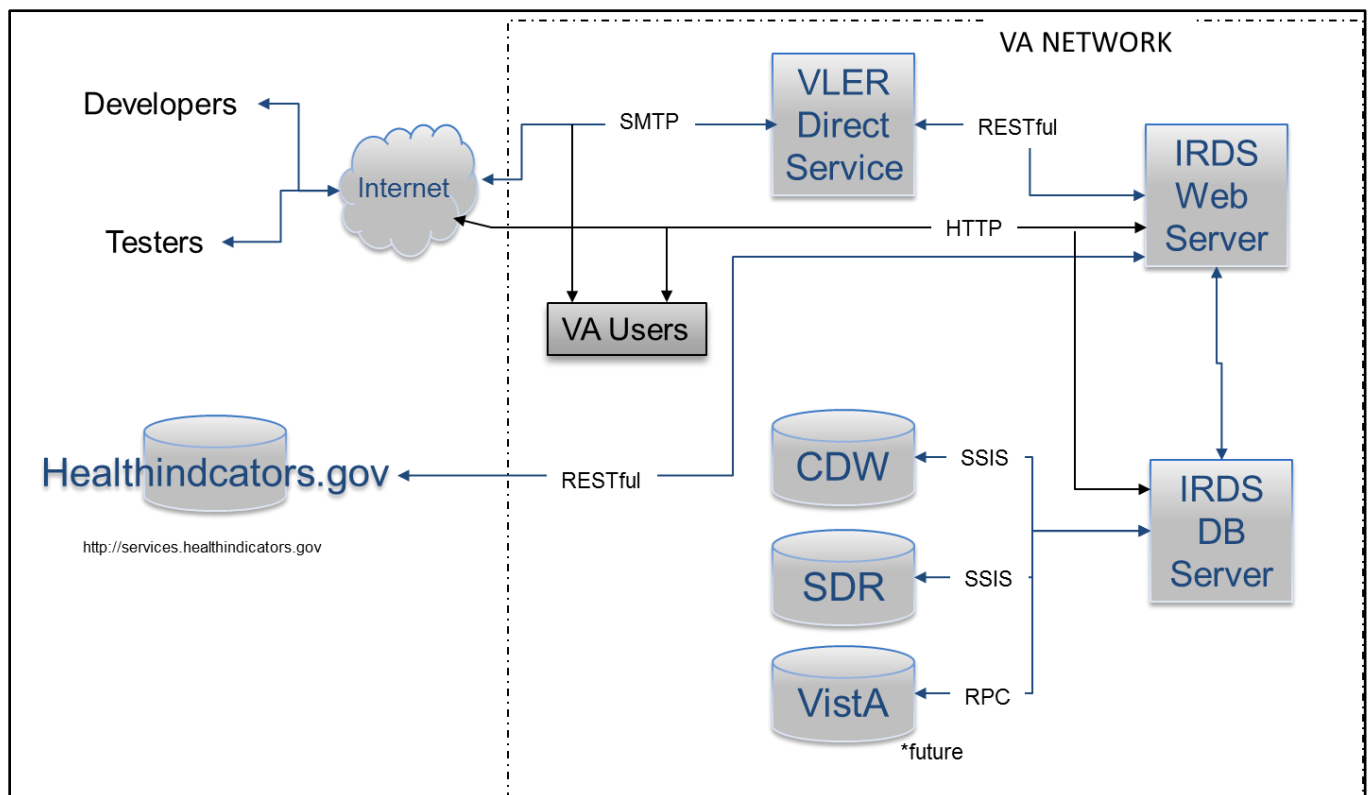 VA NETWORK
Developers
Testers
Internet
SMTP
VLER
Direct
Service
RESTful
IRDS
Web
Server
HTTP
VA Users
Healthindcators.gov
http://services.healthindicators.gov
RESTful
CDW
SSIS
SDR
SSIS
VistA
RPC
*future
IRDS
DB
Server